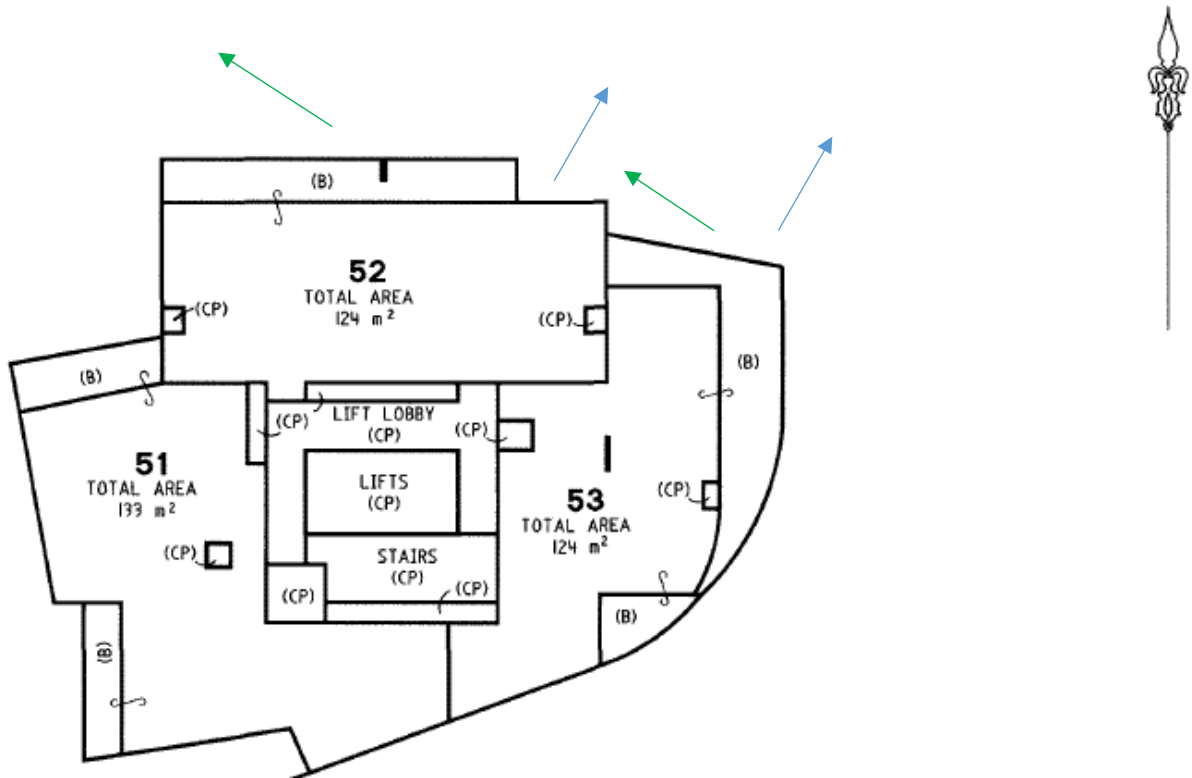 (B)
52
TOTAL AREA
124 m²
(CP)
(CP)
(B)
(B)
(CP)
LIFT LOBBY
(CP)
(CP)
51
TOTAL AREA
133 m²
LIFTS
(CP)
53
TOTAL AREA
124 m²
(CP)
(CP)
STAIRS
(CP)
(CP)
(CP)
(B)
(B)